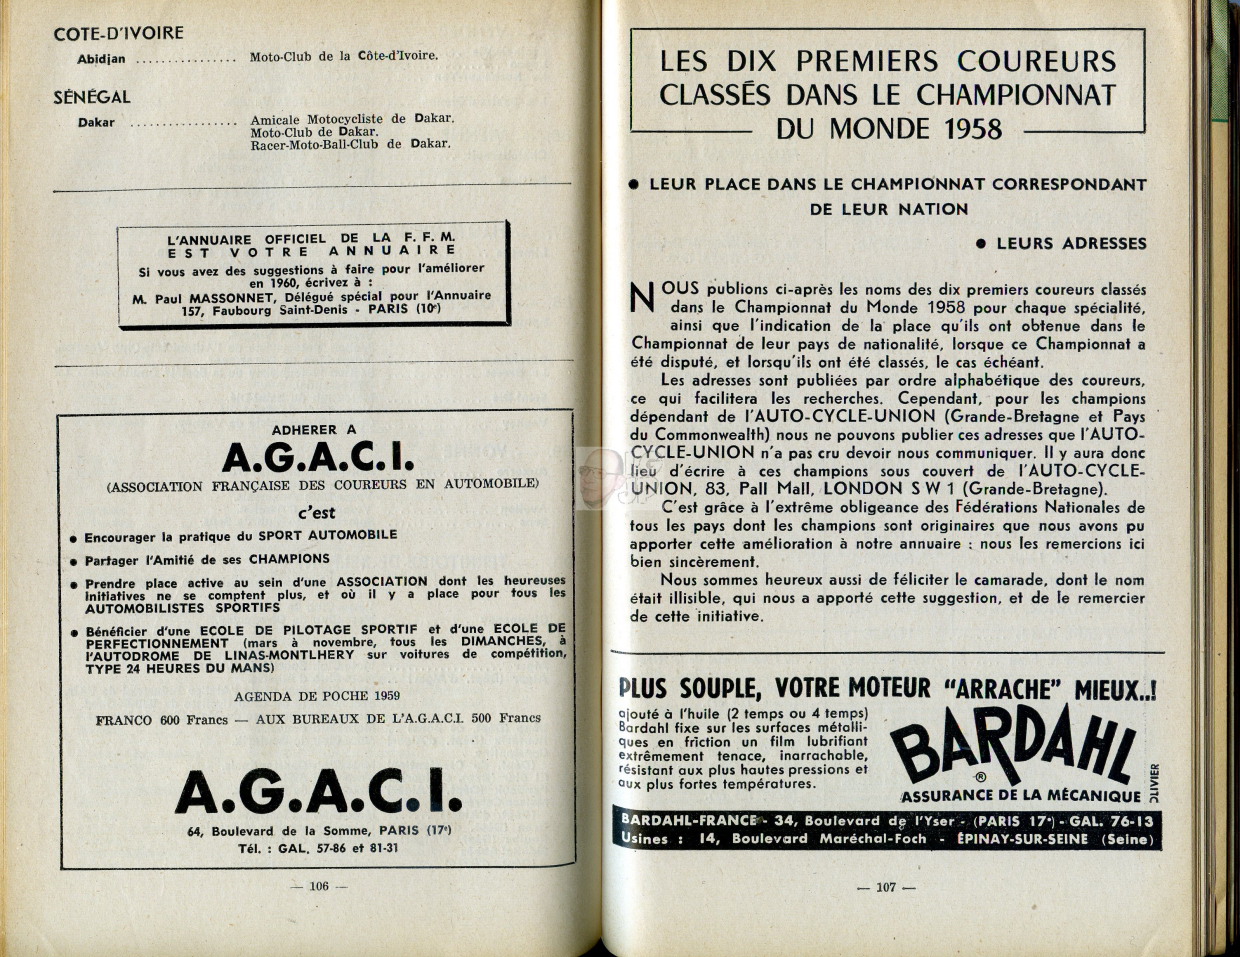 COTE-D'IVOIRE
Abidjan ............... Moto-Club de la Côte-d'Ivoire.
SÉNÉGAL
Dakar ................ Amicale Motocycliste de Dakar.
Moto-Club de Dakar.
Racer-Moto-Ball-Club de Dakar.
L'ANNUAIRE OFFICIEL DE LA F. F. M.
EST VOTRE ANNUAIRE
Si vous avez des suggestions à faire pour l'améliorer
en 1960, écrivez à :
M. Paul MASSONNET, Délégué spécial pour l'Annuaire
157, Faubourg Saint-Denis - PARIS (10e)
ADHERER A
A.G.A.C.I.
(ASSOCIATION FRANÇAISE DES COUREURS EN AUTOMOBILE)
c'est
● Encourager la pratique du SPORT AUTOMOBILE
● Partager l'Amitié de ses CHAMPIONS
● Prendre place active au sein d'une ASSOCIATION dont les heureuses
initiatives ne se comptent plus, et où il y a place pour tous les
AUTOMOBILISTES SPORTIFS
● Bénéficier d'une ECOLE DE PILOTAGE SPORTIF et d'une ECOLE DE
PERFECTIONNEMENT (mars à novembre, tous les DIMANCHES, à
l'AUTODROME DE LINAS-MONTLHERY sur voitures de compétition,
TYPE 24 HEURES DU MANS)
AGENDA DE POCHE 1959
FRANCO 600 Francs — AUX BUREAUX DE L'A.G.A.C.I. 500 Francs
A.G.A.C.I.
64, Boulevard de la Somme, PARIS (17e)
Tél. : GAL. 57-86 et 81-31
— 106 —
LES DIX PREMIERS COUREURS
CLASSÉS DANS LE CHAMPIONNAT
DU MONDE 1958
● LEUR PLACE DANS LE CHAMPIONNAT CORRESPONDANT
DE LEUR NATION
● LEURS ADRESSES
NOUS publions ci-après les noms des dix premiers coureurs classés
dans le Championnat du Monde 1958 pour chaque spécialité,
ainsi que l'indication de la place qu'ils ont obtenue dans le
Championnat de leur pays de nationalité, lorsque ce Championnat a
été disputé, et lorsqu'ils ont été classés, le cas échéant.
Les adresses sont publiées par ordre alphabétique des coureurs,
ce qui facilitera les recherches. Cependant, pour les champions
dépendant de l'AUTO-CYCLE-UNION (Grande-Bretagne et Pays
du Commonwealth) nous ne pouvons publier ces adresses que l'AUTO-
CYCLE-UNION n'a pas cru devoir nous communiquer. Il y aura donc
lieu d'écrire à ces champions sous couvert de l'AUTO-CYCLE-
UNION, 83, Pall Mall, LONDON S W 1 (Grande-Bretagne).
C'est grâce à l'extrême obligeance des Fédérations Nationales de
tous les pays dont les champions sont originaires que nous avons pu
apporter cette amélioration à notre annuaire : nous les remercions ici
bien sincèrement.
Nous sommes heureux aussi de féliciter le camarade, dont le nom
était illisible, qui nous a apporté cette suggestion, et de le remercier
de cette initiative.
PLUS SOUPLE, VOTRE MOTEUR "ARRACHE" MIEUX..!
ajouté à l'huile (2 temps ou 4 temps)
Bardahl fixe sur les surfaces métalli-
ques en friction un film lubrifiant
extrêmement tenace, inarrachable,
résistant aux plus hautes pressions et
aux plus fortes températures.
BARDAHL
®
ASSURANCE DE LA MÉCANIQUE
OLIVIER
BARDAHL-FRANCE - 34, Boulevard de l'Yser - (PARIS 17e) - GAL. 76-13
Usines : 14, Boulevard Maréchal-Foch - ÉPINAY-SUR-SEINE (Seine)
— 107 —